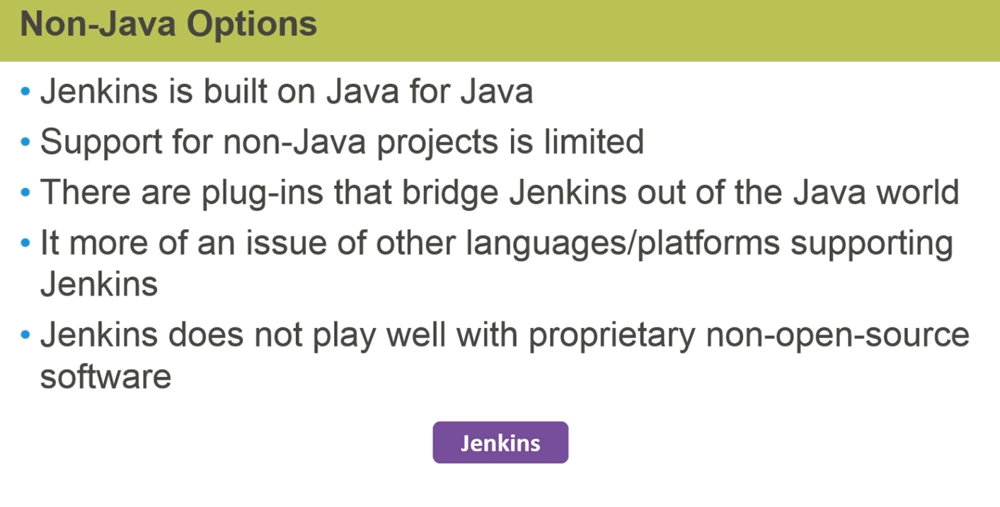 Non-Java Options
• Jenkins is built on Java for Java
• Support for non-Java projects is limited
• There are plug-ins that bridge Jenkins out of the Java world
• It more of an issue of other languages/platforms supporting
Jenkins
• Jenkins does not play well with proprietary non-open-source
software
Jenkins